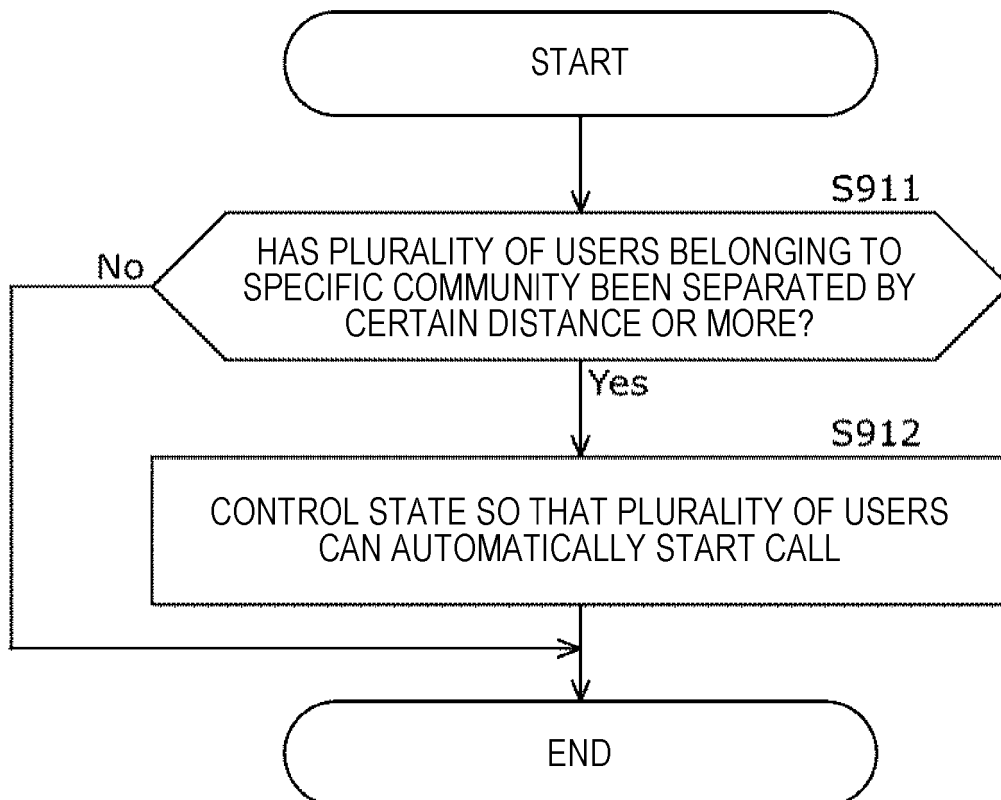 START
S911
HAS PLURALITY OF USERS BELONGING TO
SPECIFIC COMMUNITY BEEN SEPARATED BY
CERTAIN DISTANCE OR MORE?
No
Yes
S912
CONTROL STATE SO THAT PLURALITY OF USERS
CAN AUTOMATICALLY START CALL
END